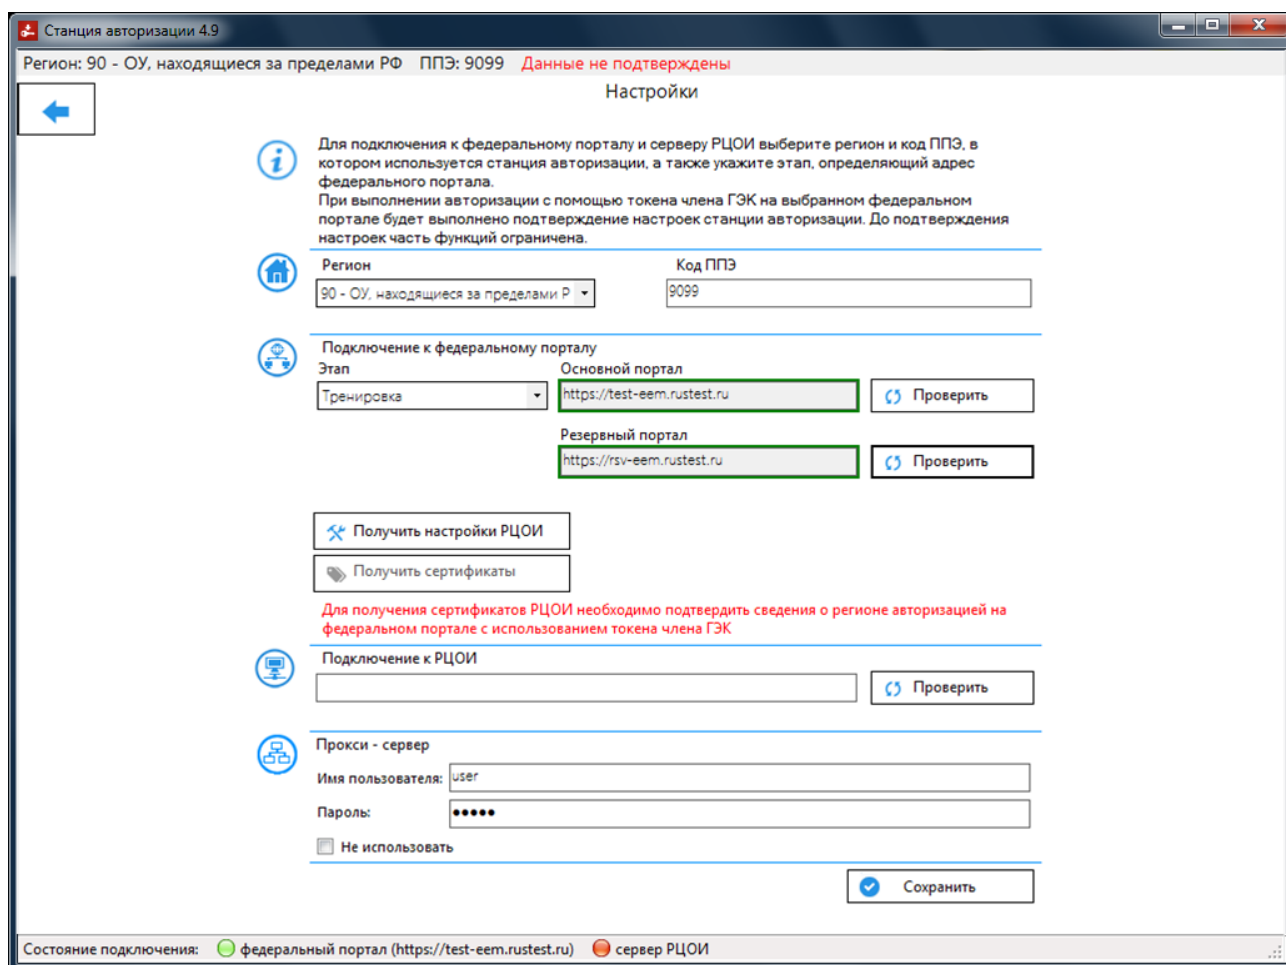 Станция авторизации 4.9
Регион: 90 - ОУ, находящиеся за пределами РФ ППЭ: 9099 Данные не подтверждены
Настройки
Для подключения к федеральному порталу и серверу РЦОИ выберите регион и код ППЭ, в
котором используется станция авторизации, а также укажите этап, определяющий адрес
федерального портала.
При выполнении авторизации с помощью токена члена ГЭК на выбранном федеральном
портале будет выполнено подтверждение настроек станции авторизации. До подтверждения
настроек часть функций ограничена.
Регион Код ППЭ
90 - ОУ, находящиеся за пределами Р 9099
Подключение к федеральному порталу
Этап Основной портал
Тренировка https://test-eem.rustest.ru Проверить
Резервный портал
https://rsv-eem.rustest.ru Проверить
Получить настройки РЦОИ
Получить сертификаты
Для получения сертификатов РЦОИ необходимо подтвердить сведения о регионе авторизацией на
федеральном портале с использованием токена члена ГЭК
Подключение к РЦОИ
Проверить
Прокси - сервер
Имя пользователя: user
Пароль: •••••
Не использовать
Сохранить
Состояние подключения: федеральный портал (https://test-eem.rustest.ru) сервер РЦОИ